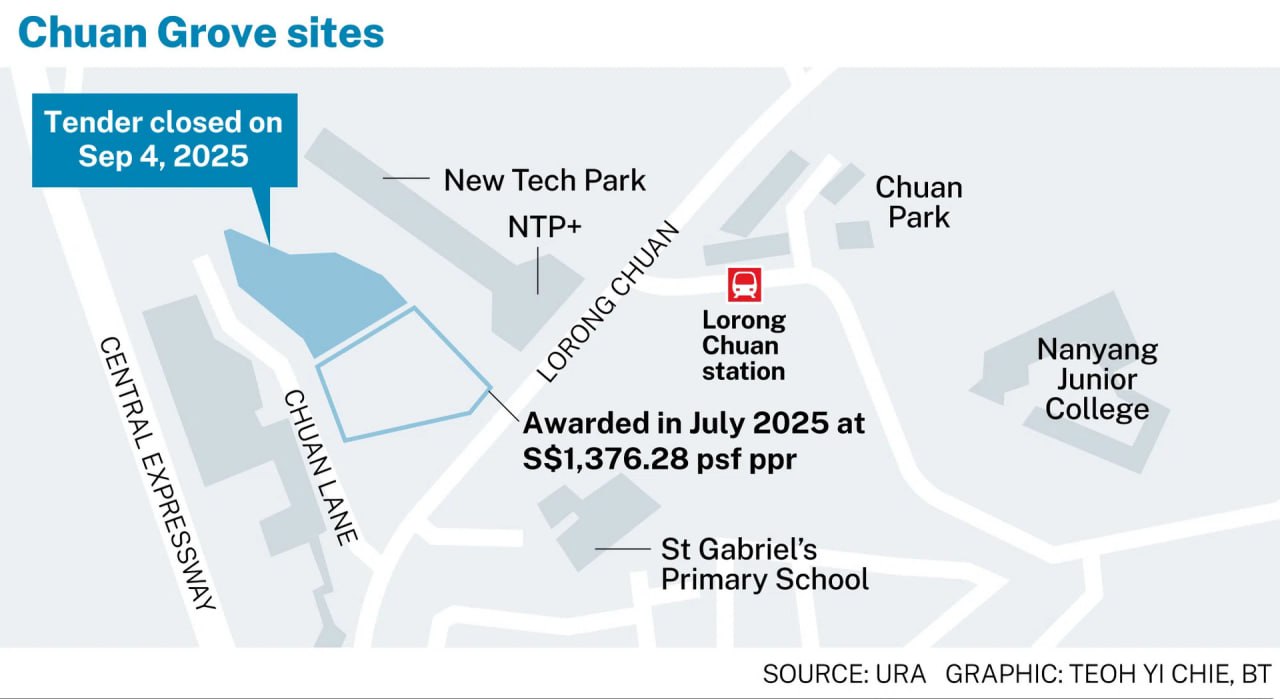 Chuan Grove sites
Tender closed on
Sep 4, 2025
New Tech Park
NTP+
LORONG CHUAN
Chuan
Park
Lorong
Chuan
station
Nanyang
Junior
College
CENTRAL EXPRESSWAY
CHUAN LANE
Awarded in July 2025 at
S$1,376.28 psf ppr
St Gabriel’s
Primary School
SOURCE: URA GRAPHIC: TEOH YI CHIE, BT